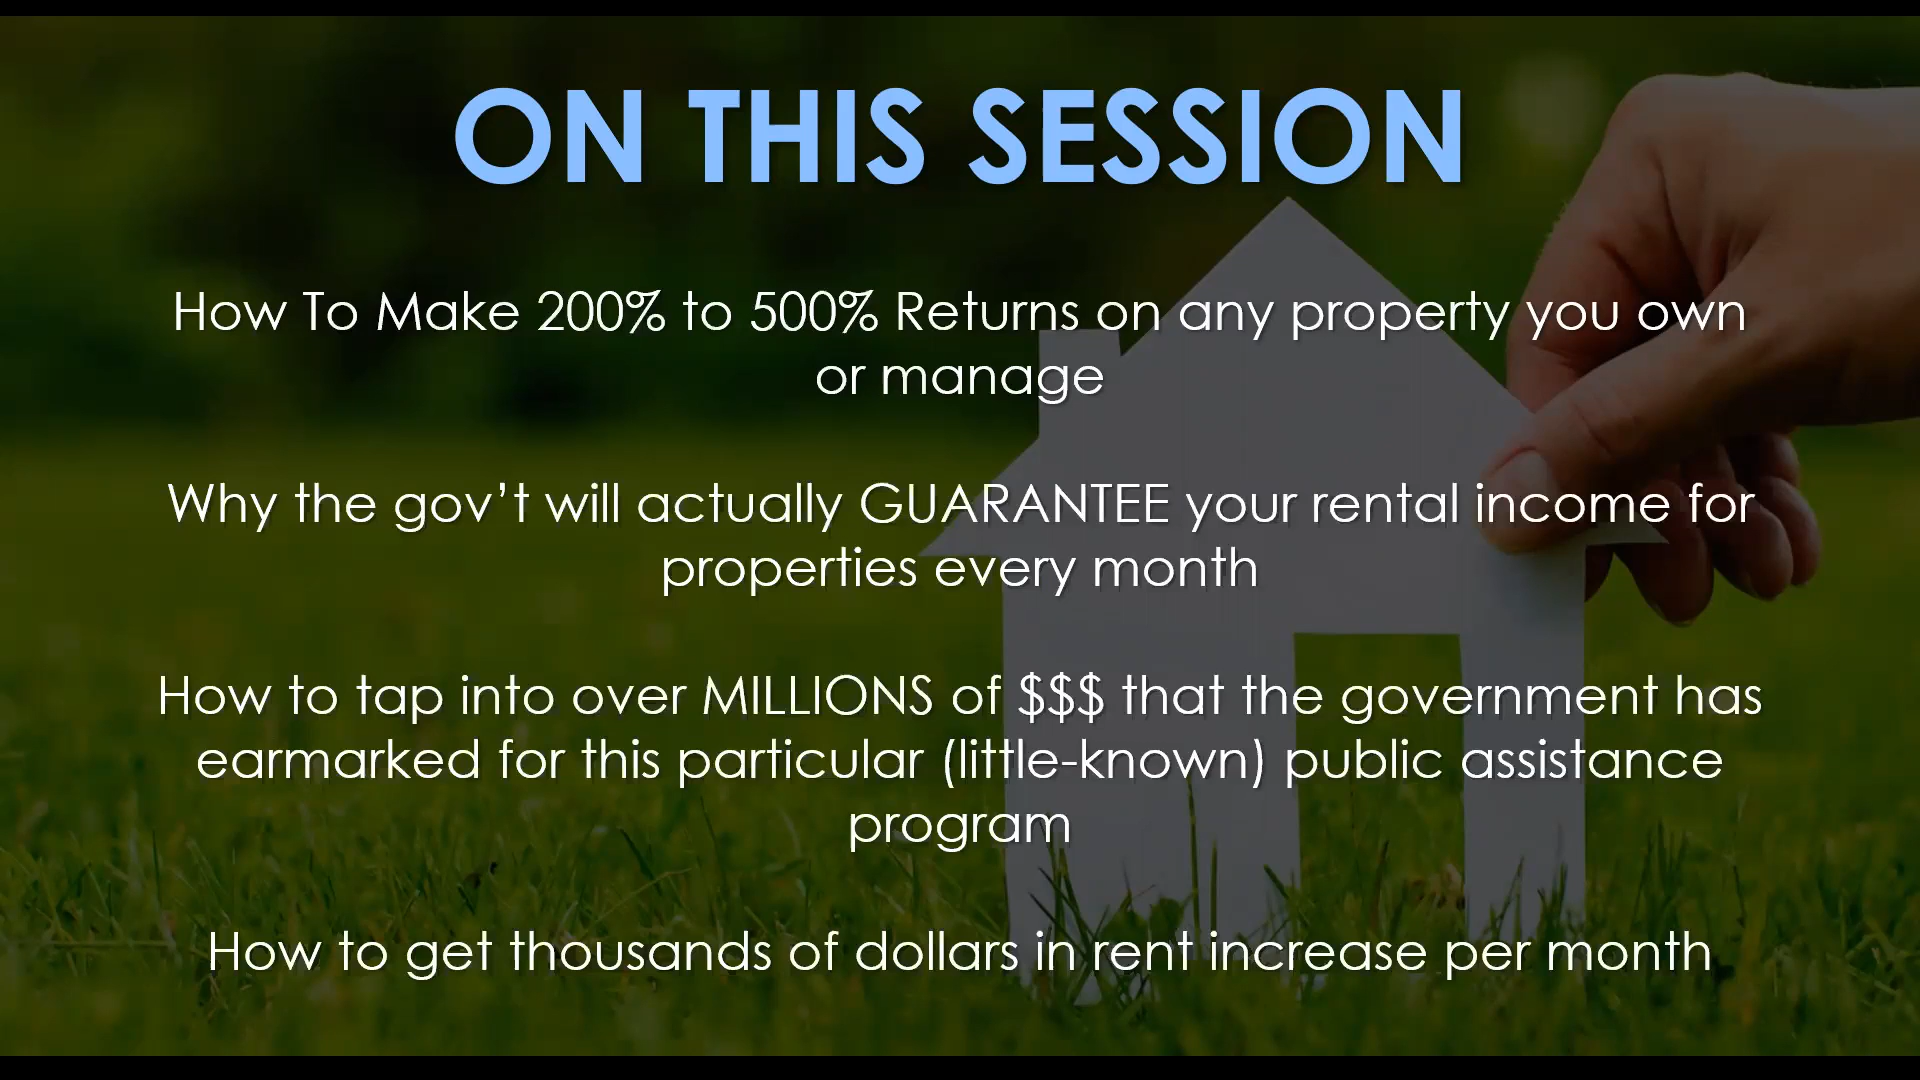 ON THIS SESSION
How To Make 200% to 500% Returns on any property you own
or manage
Why the gov’t will actually GUARANTEE your rental income for
properties every month
How to tap into over MILLIONS of $$$ that the government has
earmarked for this particular (little-known) public assistance
program
How to get thousands of dollars in rent increase per month